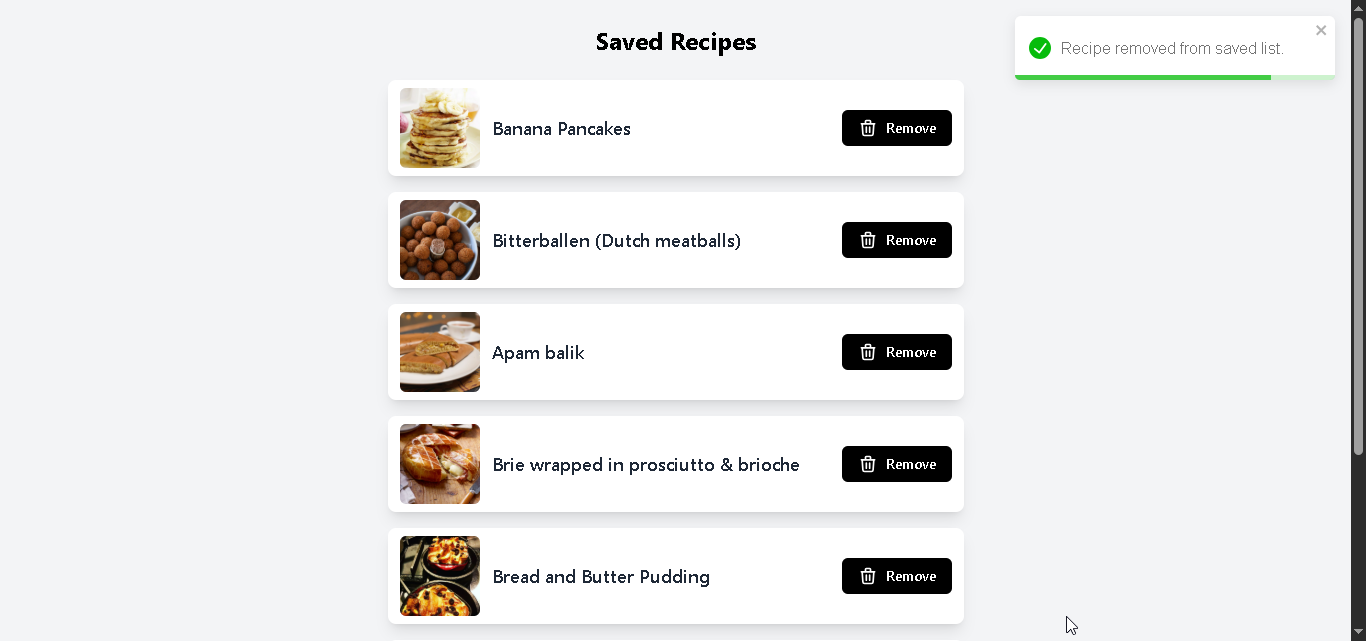 Saved Recipes
Recipe removed from saved list.
Banana Pancakes
Remove
Bitterballen (Dutch meatballs)
Remove
Apam balik
Remove
Brie wrapped in prosciutto & brioche
Remove
Bread and Butter Pudding
Remove